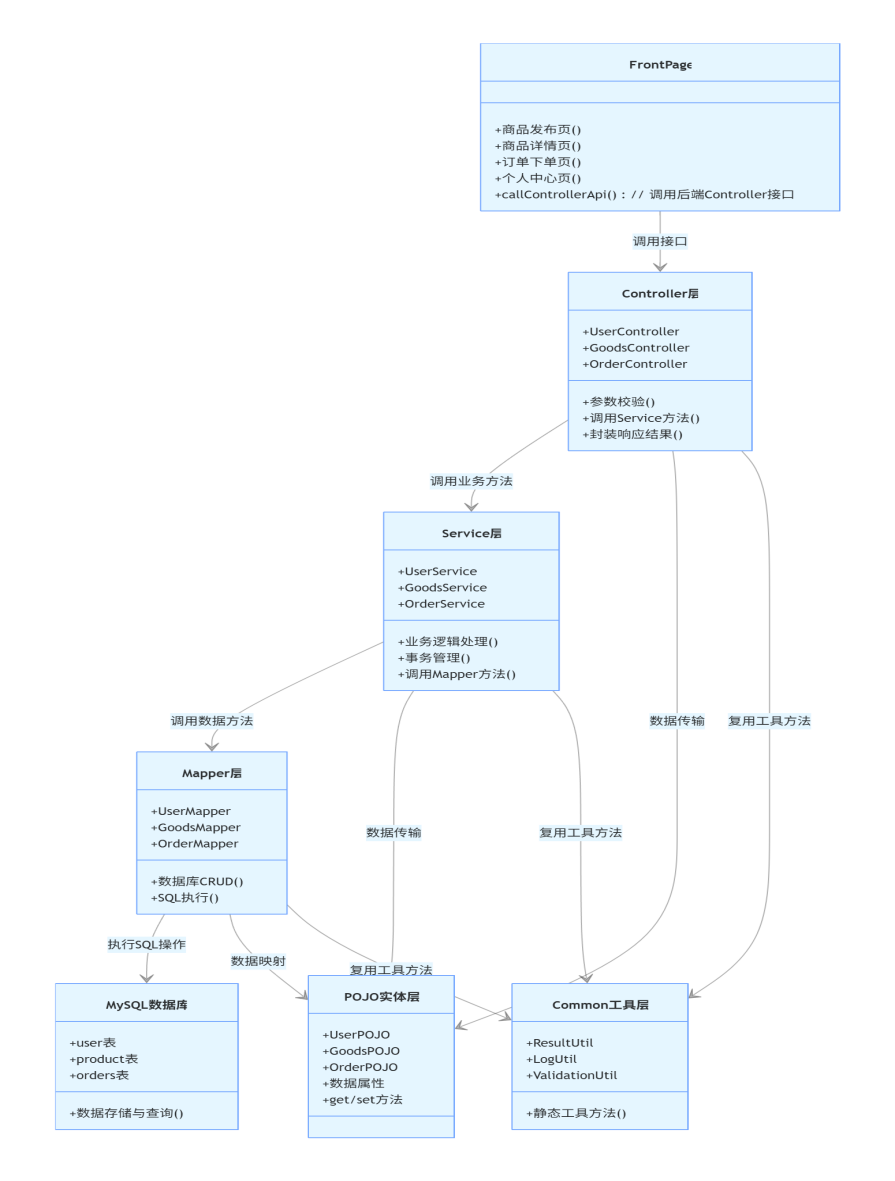 FrontPage
+商品发布页()
+商品详情页()
+订单下单页()
+个人中心页()
+callControllerApi() : // 调用后端Controller接口
调用接口
Controller层
+UserController
+GoodsController
+OrderController
+参数校验()
+调用Service方法()
+封装响应结果()
调用业务方法
Service层
+UserService
+GoodsService
+OrderService
+业务逻辑处理()
+事务管理()
+调用Mapper方法()
调用数据方法
数据传输
复用工具方法
Mapper层
+UserMapper
+GoodsMapper
+OrderMapper
+数据库CRUD()
+SQL执行()
数据传输
复用工具方法
执行SQL操作
数据映射
复用工具方法
MySQL数据库
+user表
+product表
+orders表
+数据存储与查询()
POJO实体层
+UserPOJO
+GoodsPOJO
+OrderPOJO
+数据属性
+get/set方法
Common工具层
+ResultUtil
+LogUtil
+ValidationUtil
+静态工具方法()